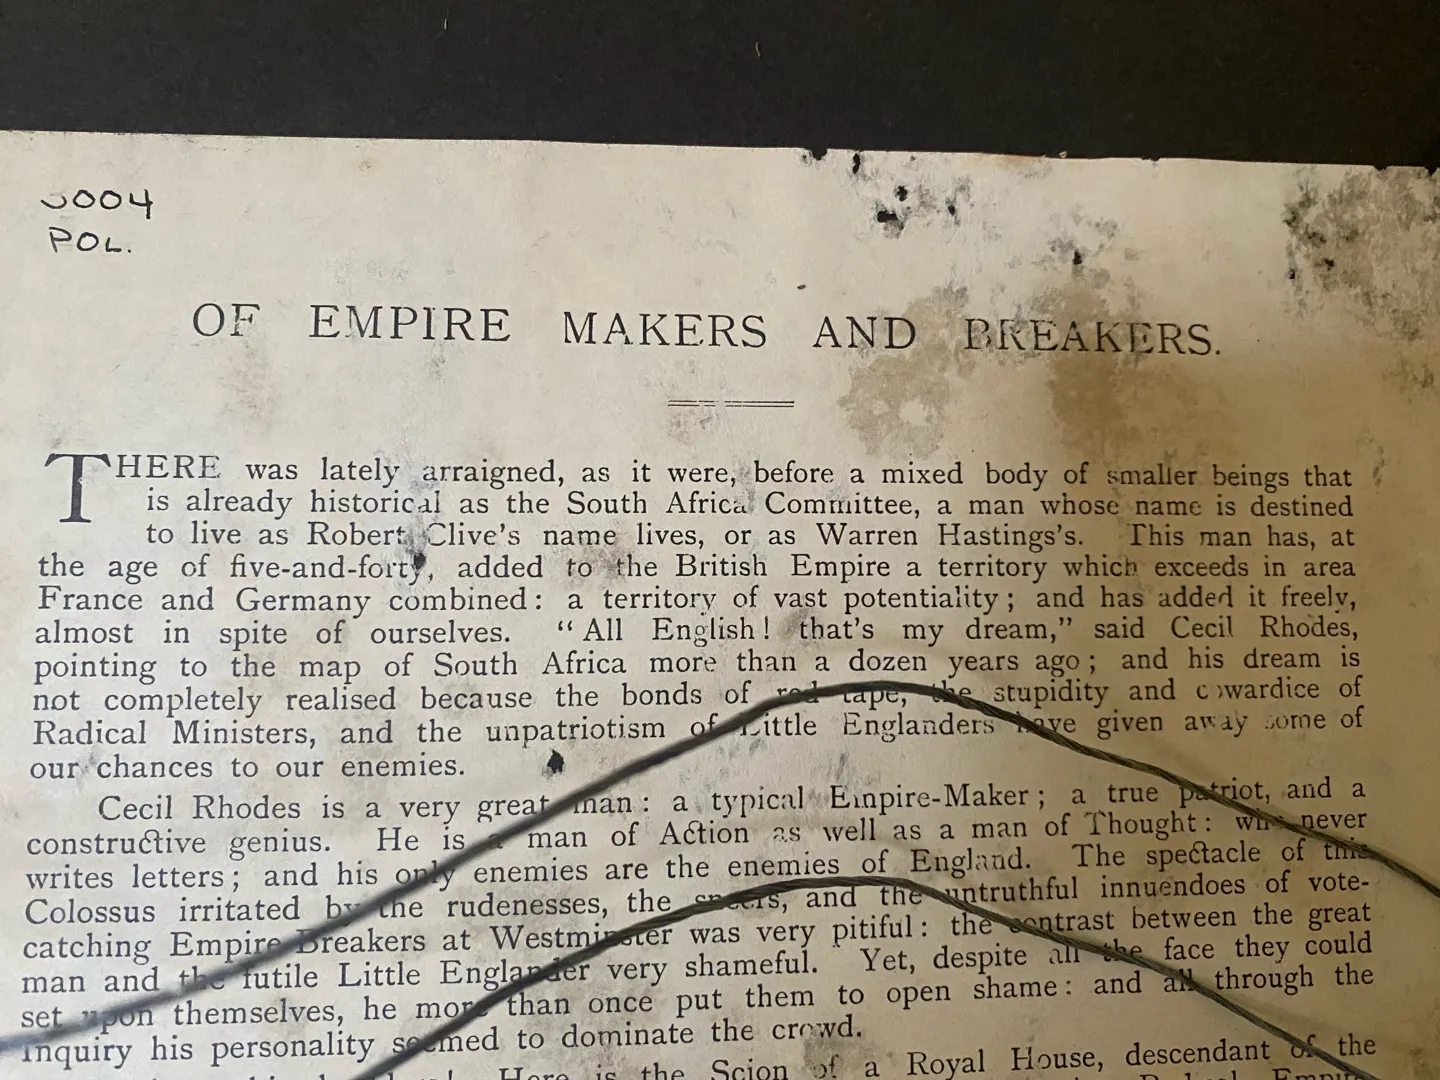 5004
POL.
OF EMPIRE MAKERS AND BREAKERS.
THERE was lately arraigned, as it were, before a mixed body of smaller beings that
is already historical as the South Africa Committee, a man whose name is destined
to live as Robert Clive's name lives, or as Warren Hastings's. This man has, at
the age of five-and-forty, added to the British Empire a territory which exceeds in area
France and Germany combined: a territory of vast potentiality; and has added it freely,
almost in spite of ourselves. "All English! that's my dream," said Cecil Rhodes,
pointing to the map of South Africa more than a dozen years ago; and his dream is
not completely realised because the bonds of red tape, the stupidity and cowardice of
Radical Ministers, and the unpatriotism of Little Englanders have given away some of
our chances to our enemies.
Cecil Rhodes is a very great man: a typical Empire-Maker; a true patriot, and a
constructive genius. He is a man of Action as well as a man of Thought: who never
writes letters; and his only enemies are the enemies of England. The spectacle of this
Colossus irritated by the rudenesses, the sneers, and the untruthful innuendoes of vote-
catching Empire Breakers at Westminster was very pitiful: the contrast between the great
man and the futile Little Englander very shameful. Yet, despite all the face they could
set upon themselves, he more than once put them to open shame: and all through the
Inquiry his personality seemed to dominate the crowd.
Here is the Scion of a Royal House, descendant of the